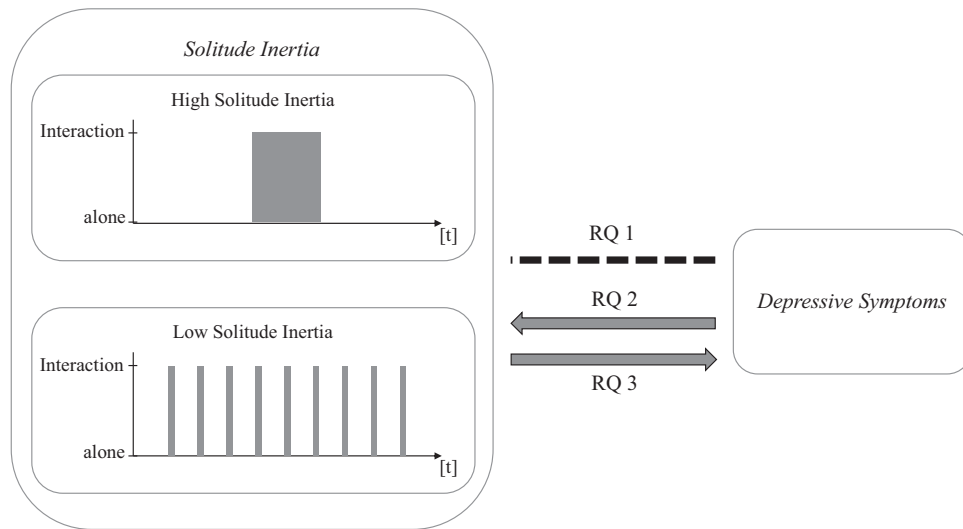 Solitude Inertia
High Solitude Inertia
Interaction
alone
[t]
Low Solitude Inertia
Interaction
alone
[t]
RQ 1
RQ 2
RQ 3
Depressive Symptoms